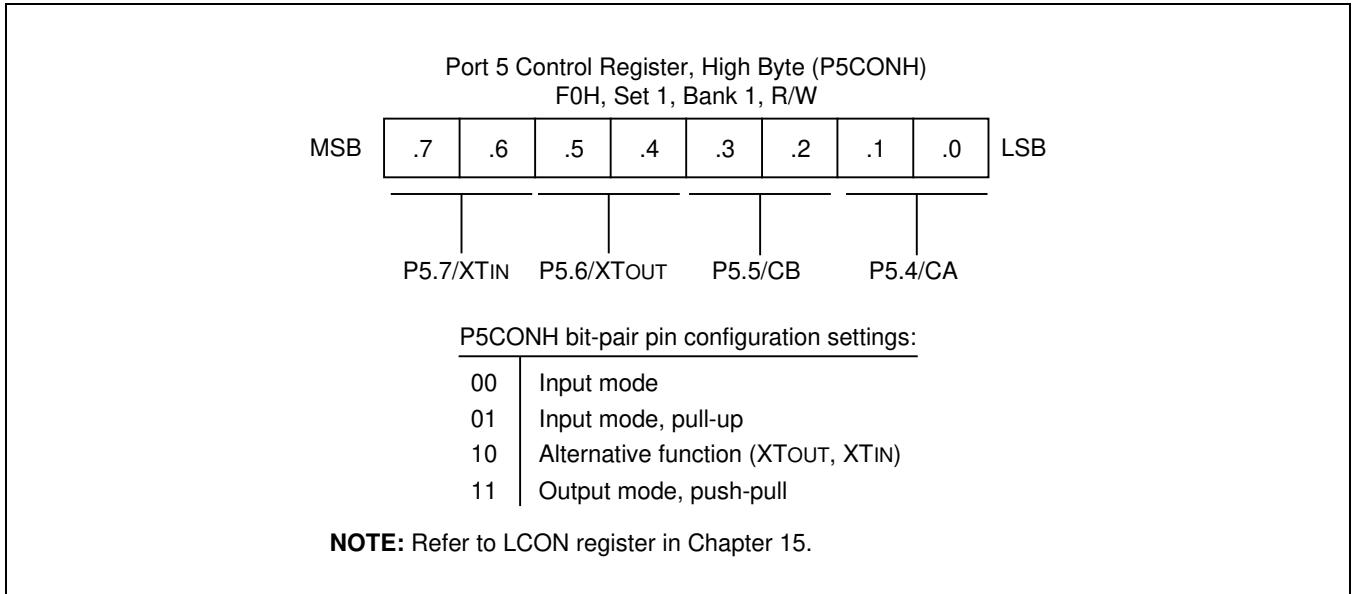 Port 5 Control Register, High Byte (P5CONH)
F0H, Set 1, Bank 1, R/W
MSB .7 .6 .5 .4 .3 .2 .1 .0 LSB
P5.7/XTIN P5.6/XTOUT P5.5/CB P5.4/CA
P5CONH bit-pair pin configuration settings:
00 Input mode
01 Input mode, pull-up
10 Alternative function (XTOUT, XTIN)
11 Output mode, push-pull
NOTE: Refer to LCON register in Chapter 15.